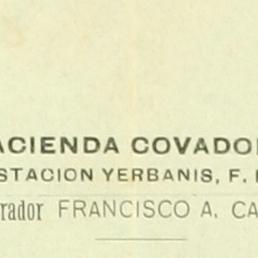 ACIENDA COVADO
STACION YERBANIS, F.
rador FRANCISCO A. CA